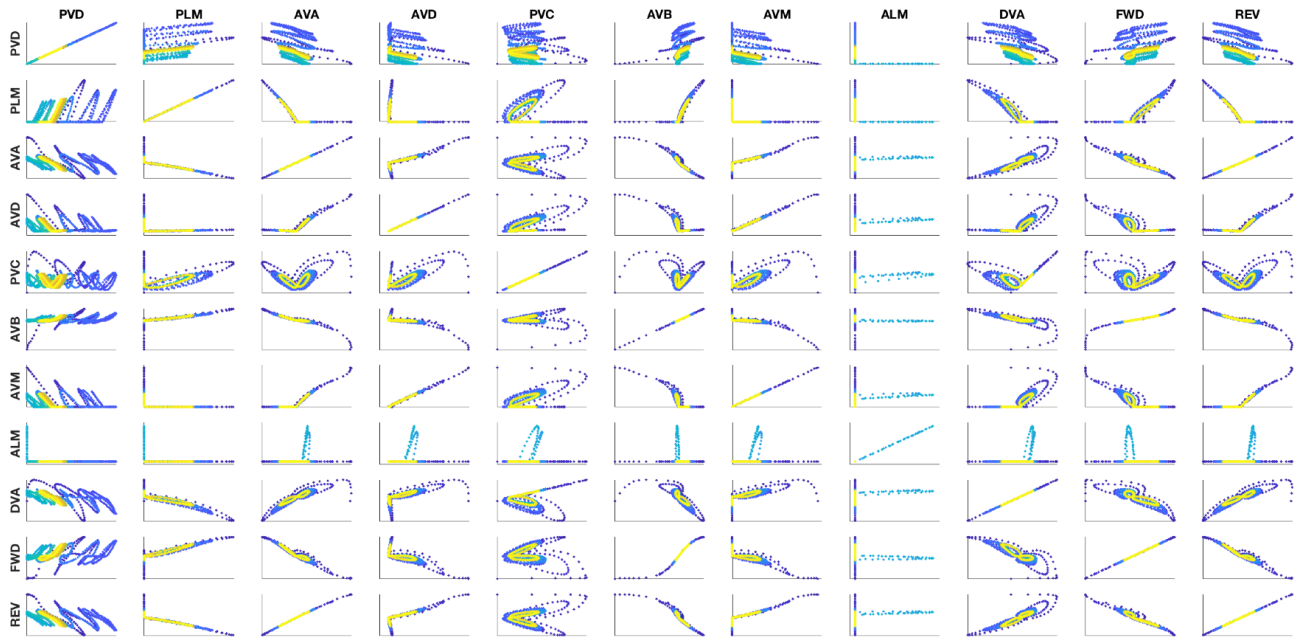 PVD PLM AVA AVD PVC AVB AVM ALM DVA FWD REV
PVD
PLM
AVA
AVD
PVC
AVB
AVM
ALM
DVA
FWD
REV